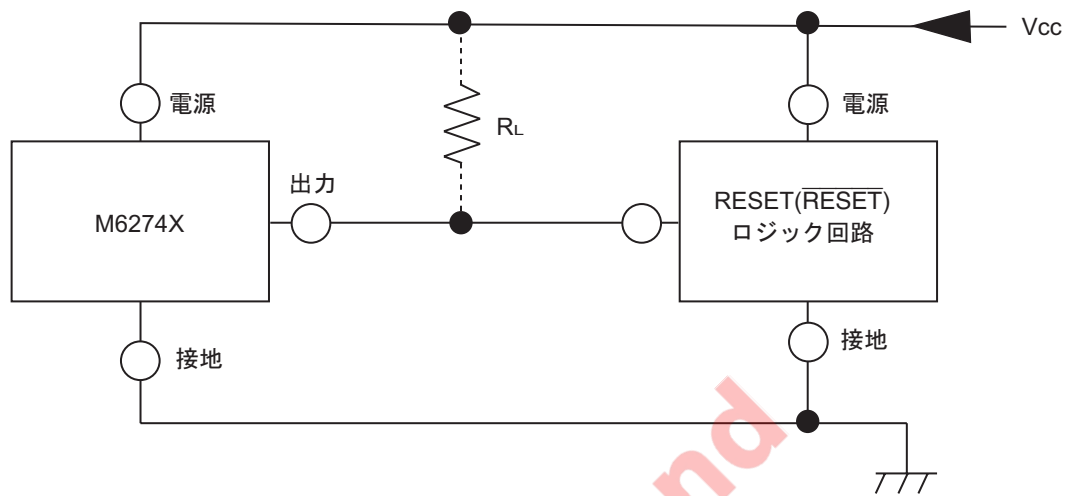 Vcc
電源
電源
RL
M6274X
出力
RESET(RESET)
ロジック回路
接地
接地
nd